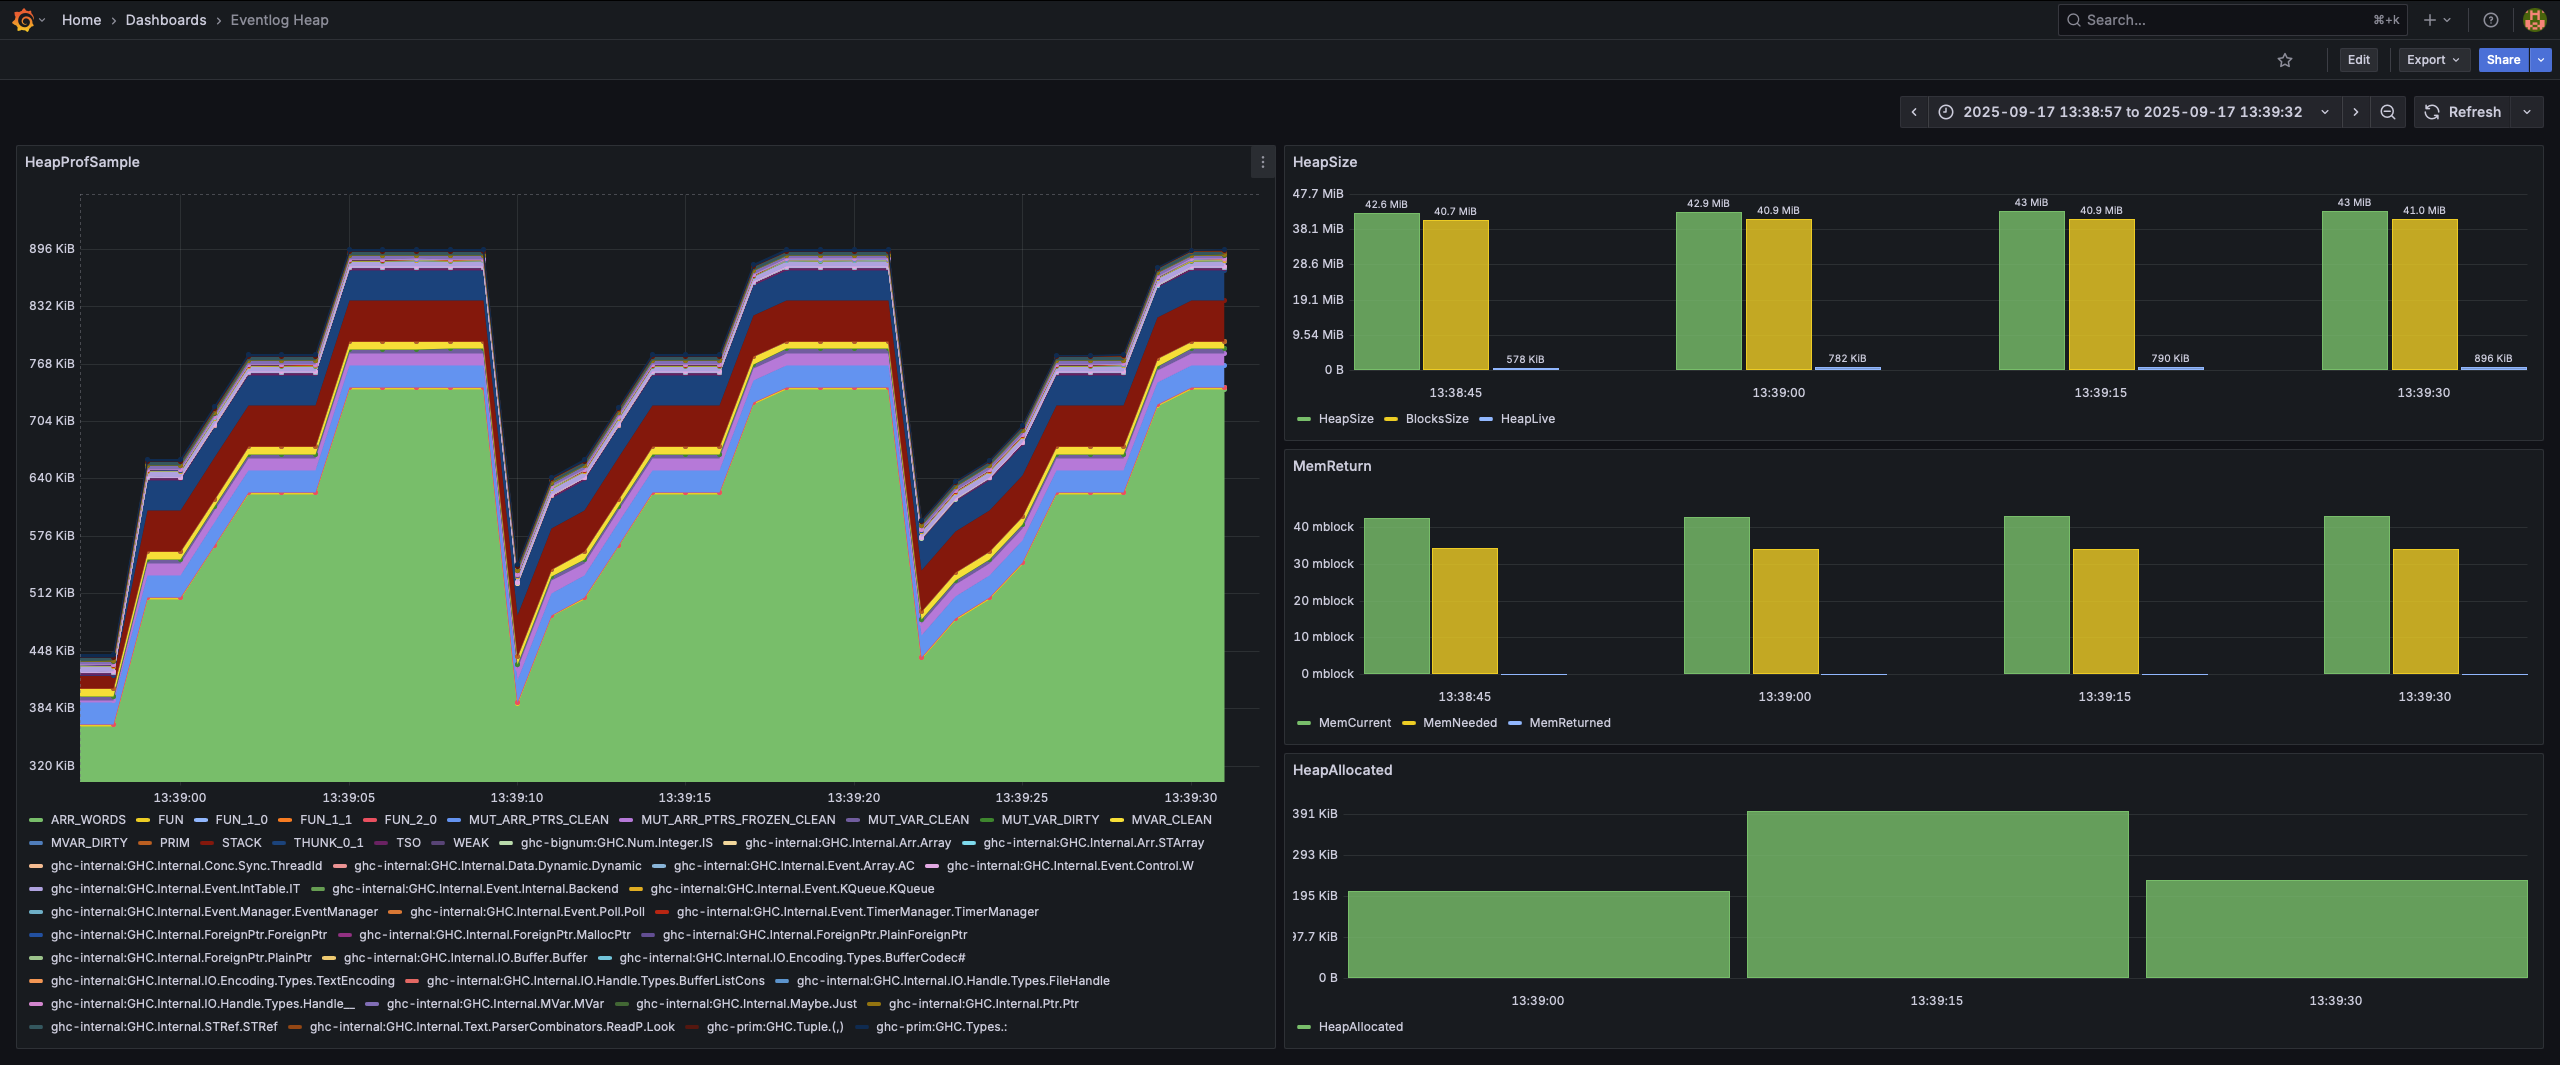 Home › Dashboards › Eventlog Heap
Search... ⌘+k
Edit Export Share
2025-09-17 13:38:57 to 2025-09-17 13:39:32 Refresh
HeapProfSample
896 KiB
832 KiB
768 KiB
704 KiB
640 KiB
576 KiB
512 KiB
448 KiB
384 KiB
320 KiB
13:39:00 13:39:05 13:39:10 13:39:15 13:39:20 13:39:25 13:39:30
ARR_WORDS FUN FUN_1_0 FUN_1_1 FUN_2_0 MUT_ARR_PTRS_CLEAN MUT_ARR_PTRS_FROZEN_CLEAN MUT_VAR_CLEAN MUT_VAR_DIRTY MVAR_CLEAN
MVAR_DIRTY PRIM STACK THUNK_0_1 TSO WEAK ghc-bignum:GHC.Num.Integer.IS ghc-internal:GHC.Internal.Arr.Array ghc-internal:GHC.Internal.Arr.STArray
ghc-internal:GHC.Internal.Conc.Sync.ThreadId ghc-internal:GHC.Internal.Data.Dynamic.Dynamic ghc-internal:GHC.Internal.Event.Array.AC ghc-internal:GHC.Internal.Event.Control.W
ghc-internal:GHC.Internal.Event.IntTable.IT ghc-internal:GHC.Internal.Event.Internal.Backend ghc-internal:GHC.Internal.Event.KQueue.KQueue
ghc-internal:GHC.Internal.Event.Manager.EventManager ghc-internal:GHC.Internal.Event.Poll.Poll ghc-internal:GHC.Internal.Event.TimerManager.TimerManager
ghc-internal:GHC.Internal.ForeignPtr.ForeignPtr ghc-internal:GHC.Internal.ForeignPtr.MallocPtr ghc-internal:GHC.Internal.ForeignPtr.PlainForeignPtr
ghc-internal:GHC.Internal.ForeignPtr.PlainPtr ghc-internal:GHC.Internal.IO.Buffer.Buffer ghc-internal:GHC.Internal.IO.Encoding.Types.BufferCodec#
ghc-internal:GHC.Internal.IO.Encoding.Types.TextEncoding ghc-internal:GHC.Internal.IO.Handle.Types.BufferListCons ghc-internal:GHC.Internal.IO.Handle.Types.FileHandle
ghc-internal:GHC.Internal.IO.Handle.Types.Handle__ ghc-internal:GHC.Internal.MVar.MVar ghc-internal:GHC.Internal.Maybe.Just ghc-internal:GHC.Internal.Ptr.Ptr
ghc-internal:GHC.Internal.STRef.STRef ghc-internal:GHC.Internal.Text.ParserCombinators.ReadP.Look ghc-prim:GHC.Tuple.(,) ghc-prim:GHC.Types.:
HeapSize
47.7 MiB
38.1 MiB
28.6 MiB
19.1 MiB
9.54 MiB
0 B
42.6 MiB 40.7 MiB 578 KiB 42.9 MiB 40.9 MiB 782 KiB 43 MiB 40.9 MiB 790 KiB 43 MiB 41.0 MiB 896 KiB
13:38:45 13:39:00 13:39:15 13:39:30
HeapSize BlocksSize HeapLive
MemReturn
40 mblock
30 mblock
20 mblock
10 mblock
0 mblock
13:38:45 13:39:00 13:39:15 13:39:30
MemCurrent MemNeeded MemReturned
HeapAllocated
391 KiB
293 KiB
195 KiB
97.7 KiB
0 B
13:39:00 13:39:15 13:39:30
HeapAllocated